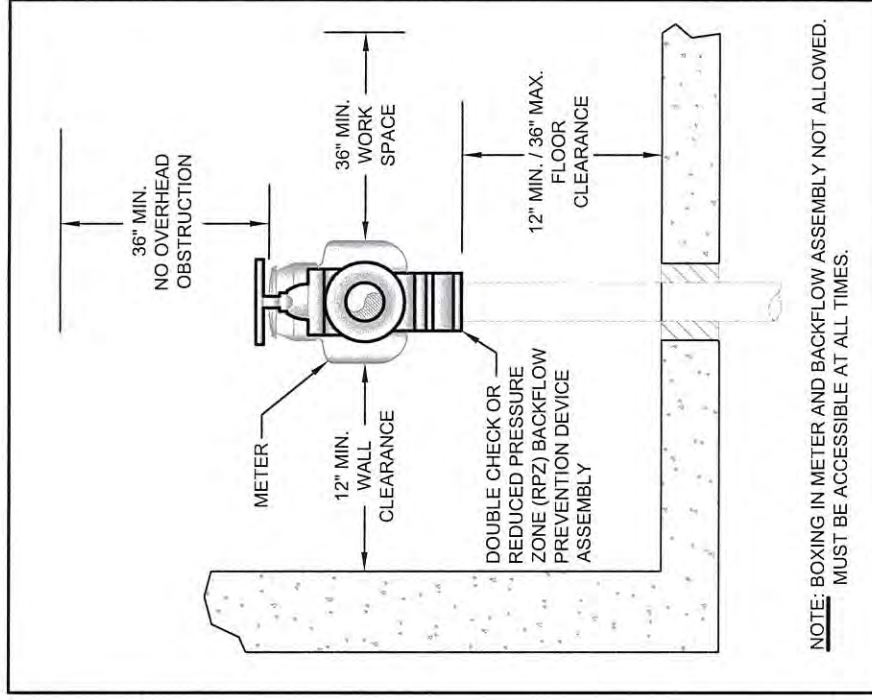 36" MIN.
NO OVERHEAD
OBSTRUCTION
METER
12" MIN.
WALL
CLEARANCE
36" MIN.
WORK
SPACE
DOUBLE CHECK OR
REDUCED PRESSURE
ZONE (RPZ) BACKFLOW
PREVENTION DEVICE
ASSEMBLY
12" MIN. / 36" MAX.
FLOOR
CLEARANCE
NOTE: BOXING IN METER AND BACKFLOW ASSEMBLY NOT ALLOWED.
MUST BE ACCESSIBLE AT ALL TIMES.